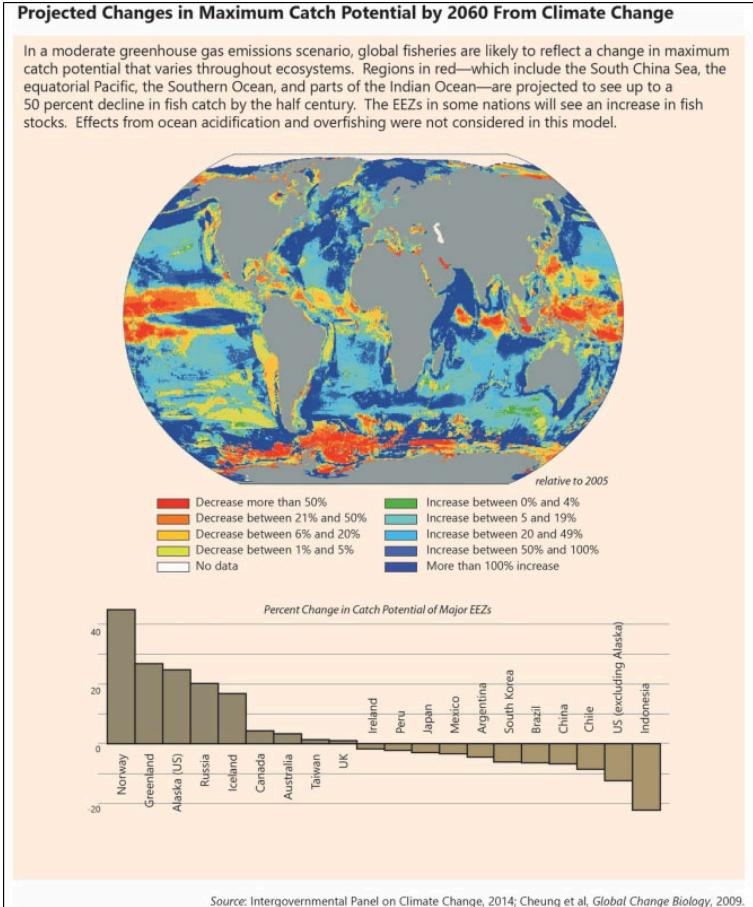 Projected Changes in Maximum Catch Potential by 2060 From Climate Change
In a moderate greenhouse gas emissions scenario, global fisheries are likely to reflect a change in maximum
catch potential that varies throughout ecosystems. Regions in red—which include the South China Sea, the
equatorial Pacific, the Southern Ocean, and parts of the Indian Ocean—are projected to see up to a
50 percent decline in fish catch by the half century. The EEZs in some nations will see an increase in fish
stocks. Effects from ocean acidification and overfishing were not considered in this model.
relative to 2005
Decrease more than 50%
Decrease between 21% and 50%
Decrease between 6% and 20%
Decrease between 1% and 5%
No data
Increase between 0% and 4%
Increase between 5 and 19%
Increase between 20 and 49%
Increase between 50% and 100%
More than 100% increase
Percent Change in Catch Potential of Major EEZs
40
20
0
-20
Norway
Greenland
Alaska (US)
Russia
Iceland
Canada
Australia
Taiwan
UK
Ireland
Peru
Japan
Mexico
Argentina
South Korea
Brazil
China
Chile
US (excluding Alaska)
Indonesia
Source: Intergovernmental Panel on Climate Change, 2014; Cheung et al, Global Change Biology, 2009.